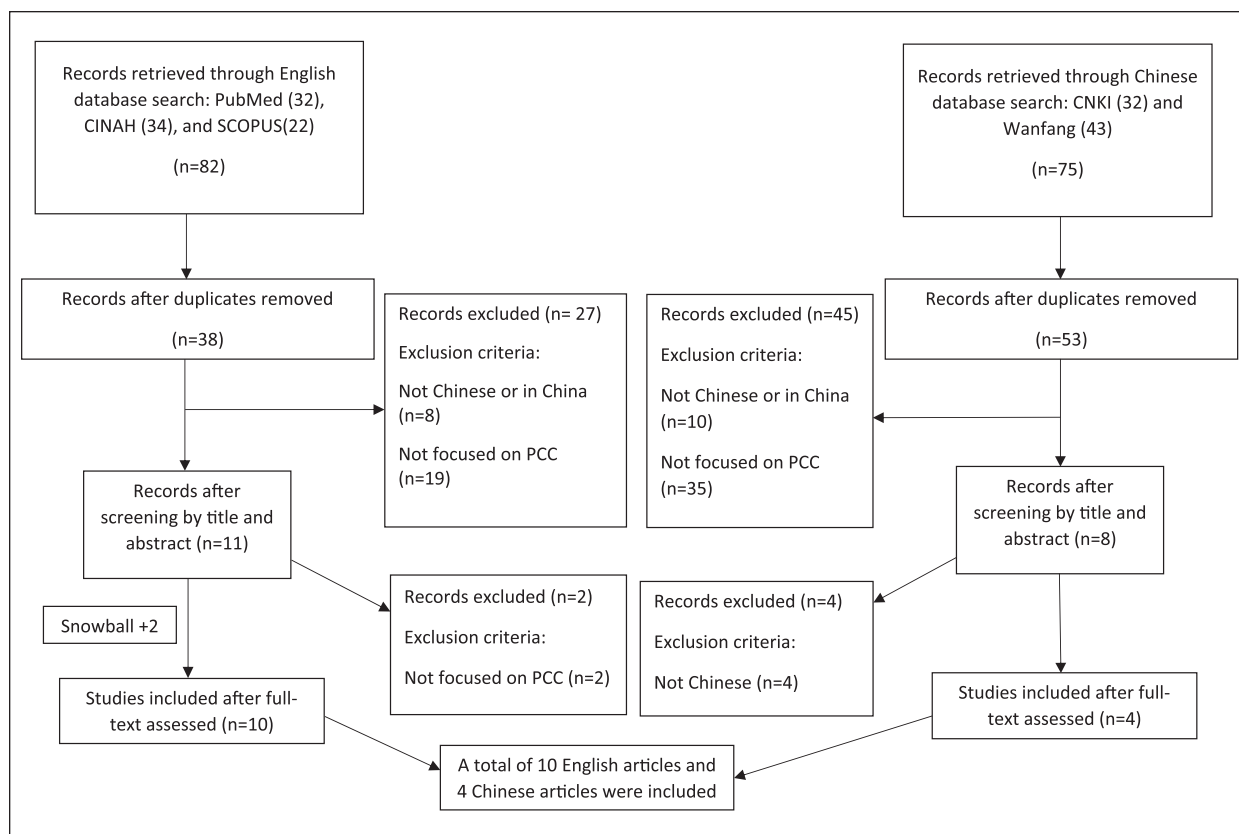 Records retrieved through English
database search: PubMed (32),
CINAH (34), and SCOPUS(22)
(n=82)
Records retrieved through Chinese
database search: CNKI (32) and
Wanfang (43)
(n=75)
Records after duplicates removed
(n=38)
Records excluded (n= 27)
Exclusion criteria:
Not Chinese or in China
(n=8)
Not focused on PCC
(n=19)
Records excluded (n=45)
Exclusion criteria:
Not Chinese or in China
(n=10)
Not focused on PCC
(n=35)
Records after duplicates removed
(n=53)
Records after
screening by title and
abstract (n=11)
Records after
screening by title and
abstract (n=8)
Snowball +2
Records excluded (n=2)
Exclusion criteria:
Not focused on PCC (n=2)
Records excluded (n=4)
Exclusion criteria:
Not Chinese (n=4)
Studies included after full-
text assessed (n=10)
Studies included after full-
text assessed (n=4)
A total of 10 English articles and
4 Chinese articles were included